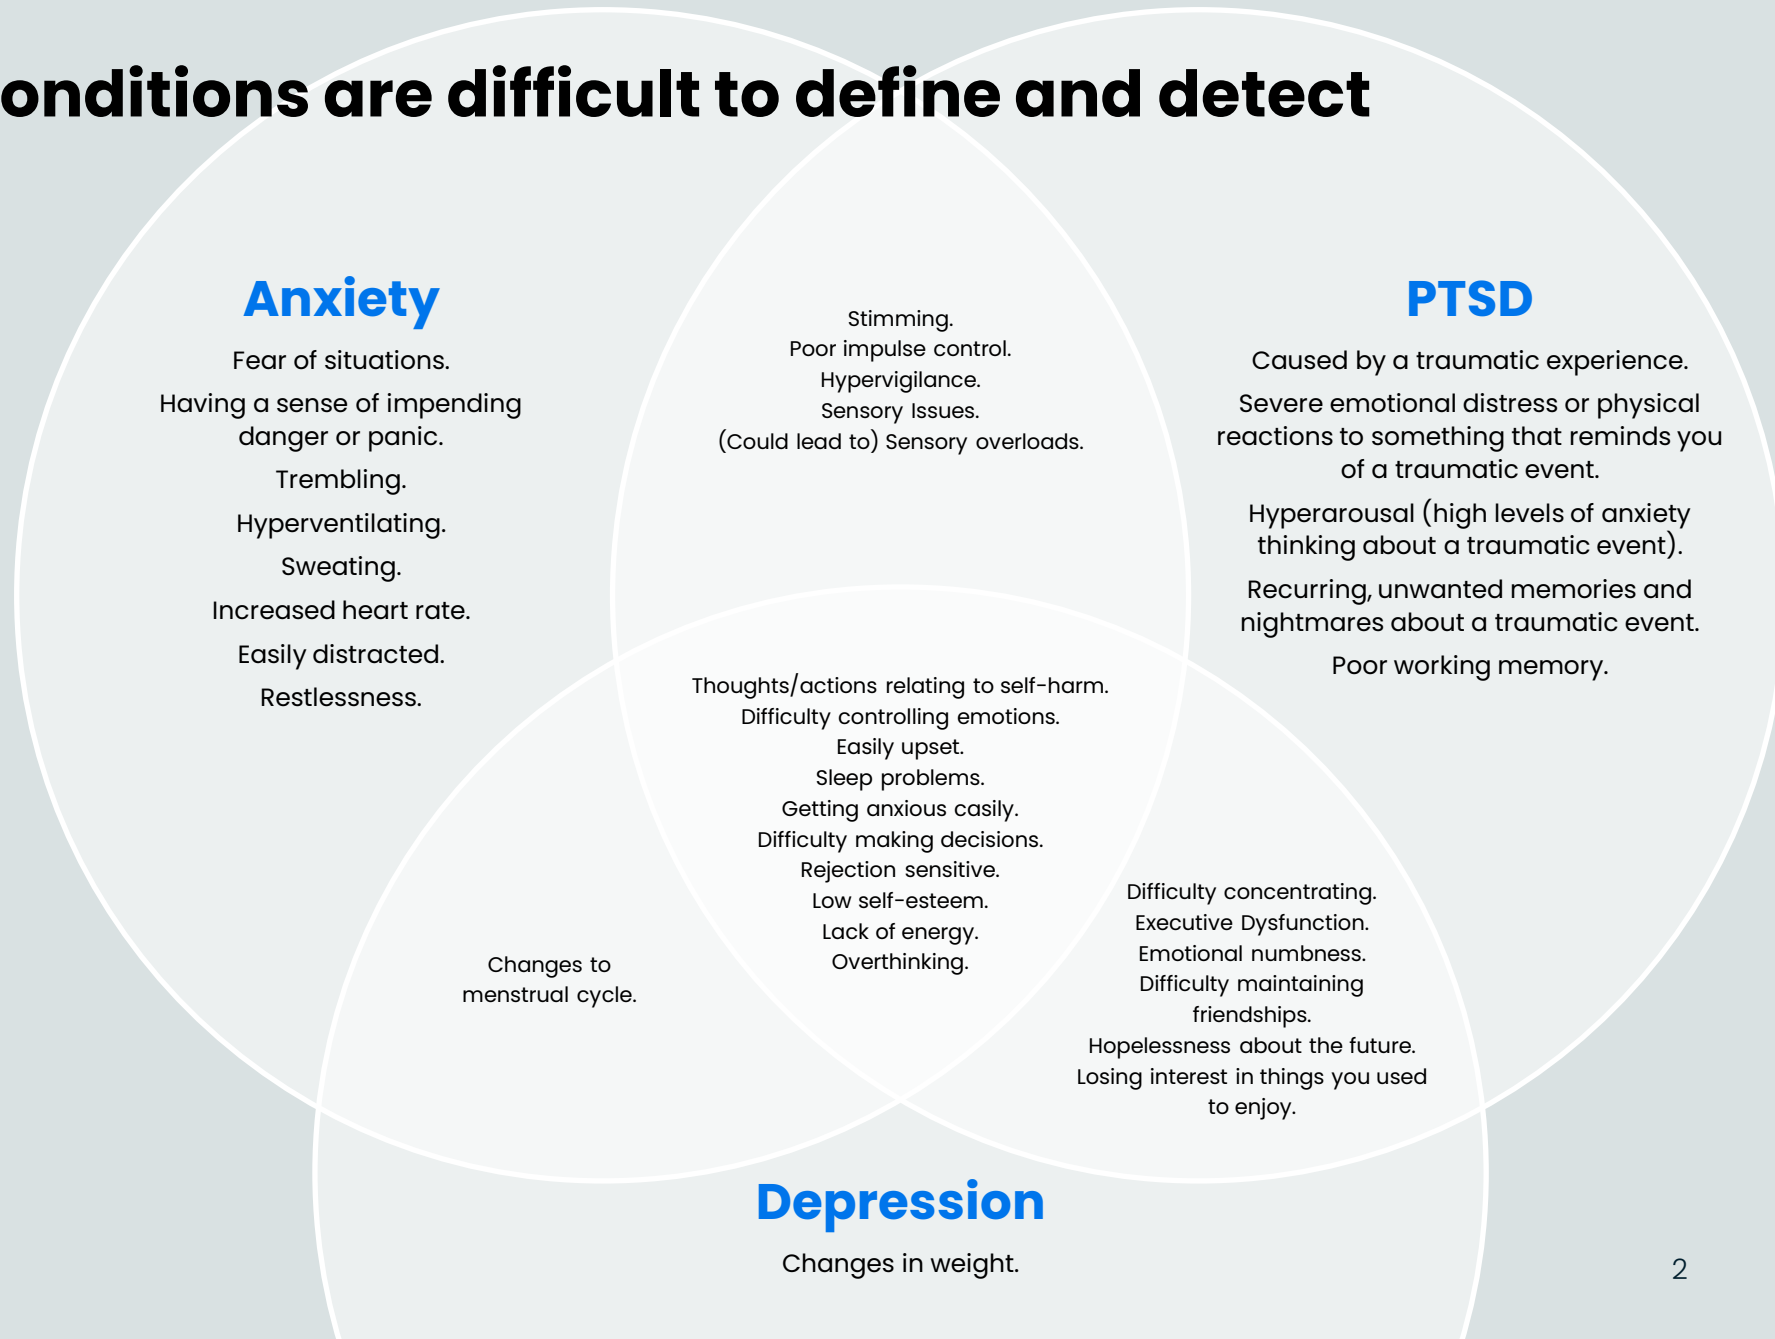 onditions are difficult to define and detect
Anxiety
Fear of situations.
Having a sense of impending
danger or panic.
Trembling.
Hyperventilating.
Sweating.
Increased heart rate.
Easily distracted.
Restlessness.
Stimming.
Poor impulse control.
Hypervigilance.
Sensory Issues.
(Could lead to) Sensory overloads.
PTSD
Caused by a traumatic experience.
Severe emotional distress or physical
reactions to something that reminds you
of a traumatic event.
Hyperarousal (high levels of anxiety
thinking about a traumatic event).
Recurring, unwanted memories and
nightmares about a traumatic event.
Poor working memory.
Thoughts/actions relating to self-harm.
Difficulty controlling emotions.
Easily upset.
Sleep problems.
Getting anxious casily.
Difficulty making decisions.
Rejection sensitive.
Low self-esteem.
Lack of energy.
Overthinking.
Changes to
menstrual cycle.
Difficulty concentrating.
Executive Dysfunction.
Emotional numbness.
Difficulty maintaining
friendships.
Hopelessness about the future.
Losing interest in things you used
to enjoy.
Depression
Changes in weight.
2